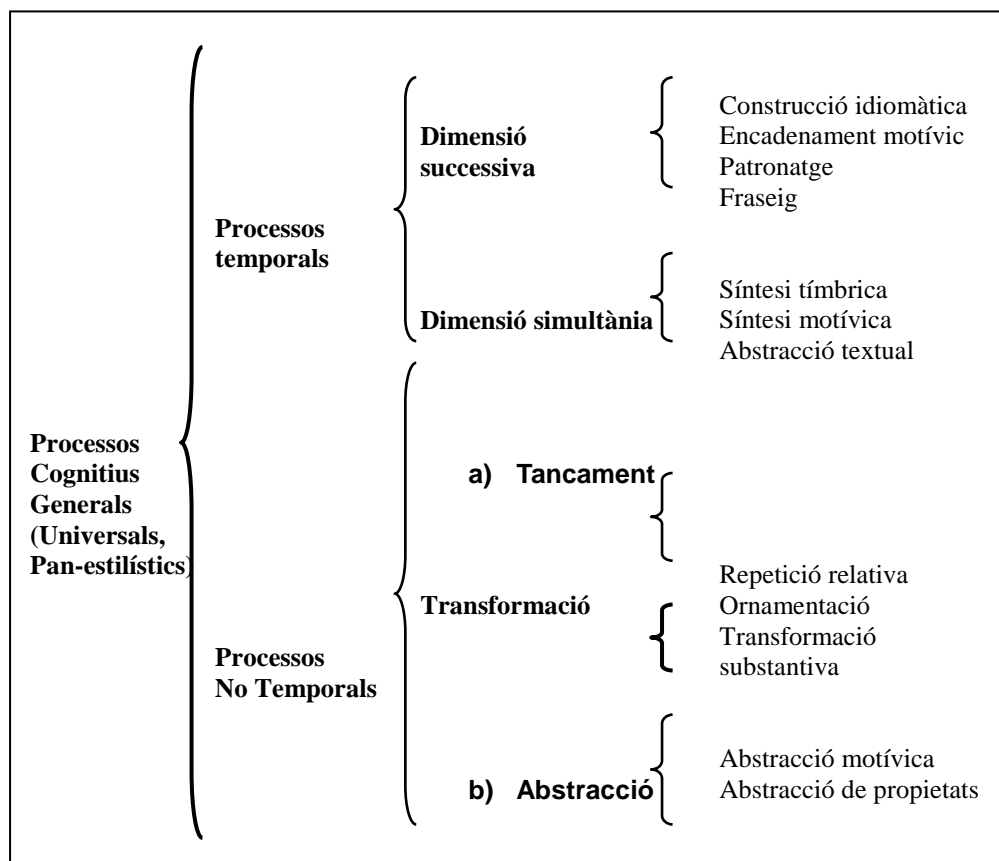 Processos
Cognitius
Generals
(Universals,
Pan-estilístics)
Processos
temporals
Dimensió
successiva
Construcció idiomàtica
Encadenament motívic
Patronatge
Fraseig
Dimensió simultània
Síntesi tímbrica
Síntesi motívica
Abstracció textual
Processos
No Temporals
a) Tancament
Transformació
Repetició relativa
Ornamentació
Transformació
substantiva
b) Abstracció
Abstracció motívica
Abstracció de propietats